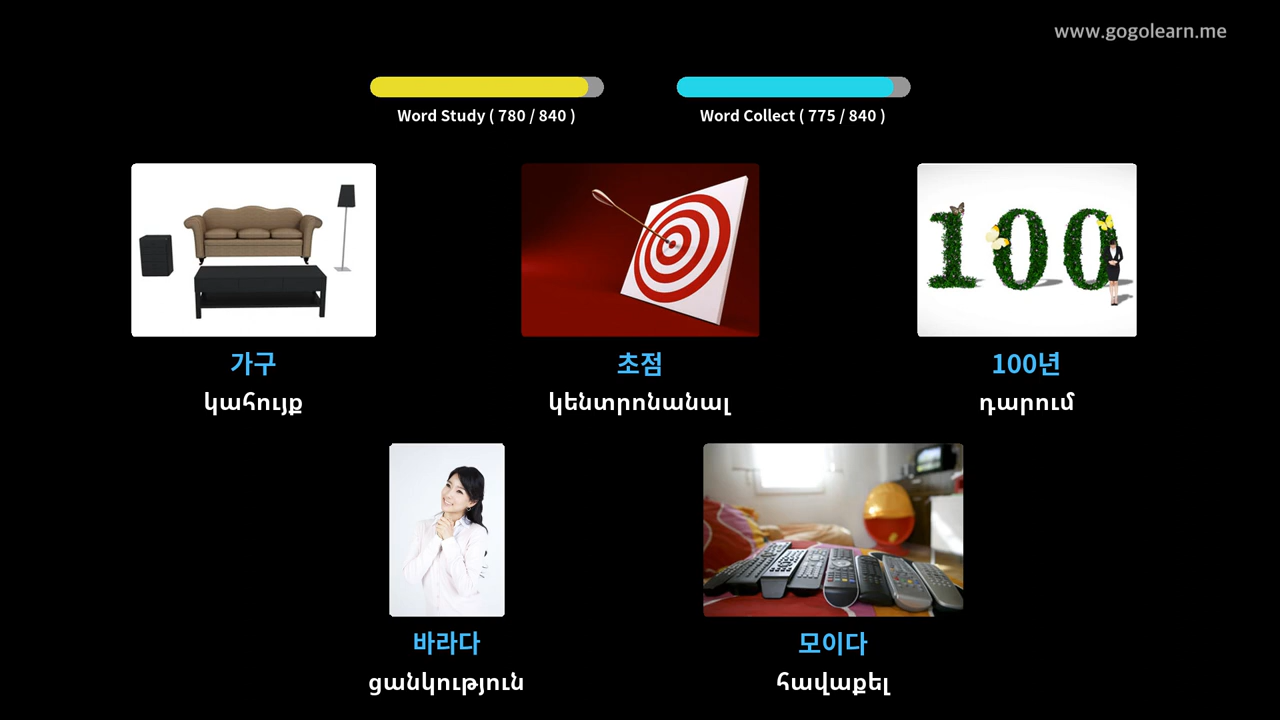 www.gogolearn.me
Word Study ( 780 / 840 )
Word Collect ( 775 / 840 )
가구
կահույք
초점
կենտրոնանալ
100
100년
դարում
바라다
ցանկություն
모이다
հավաքել